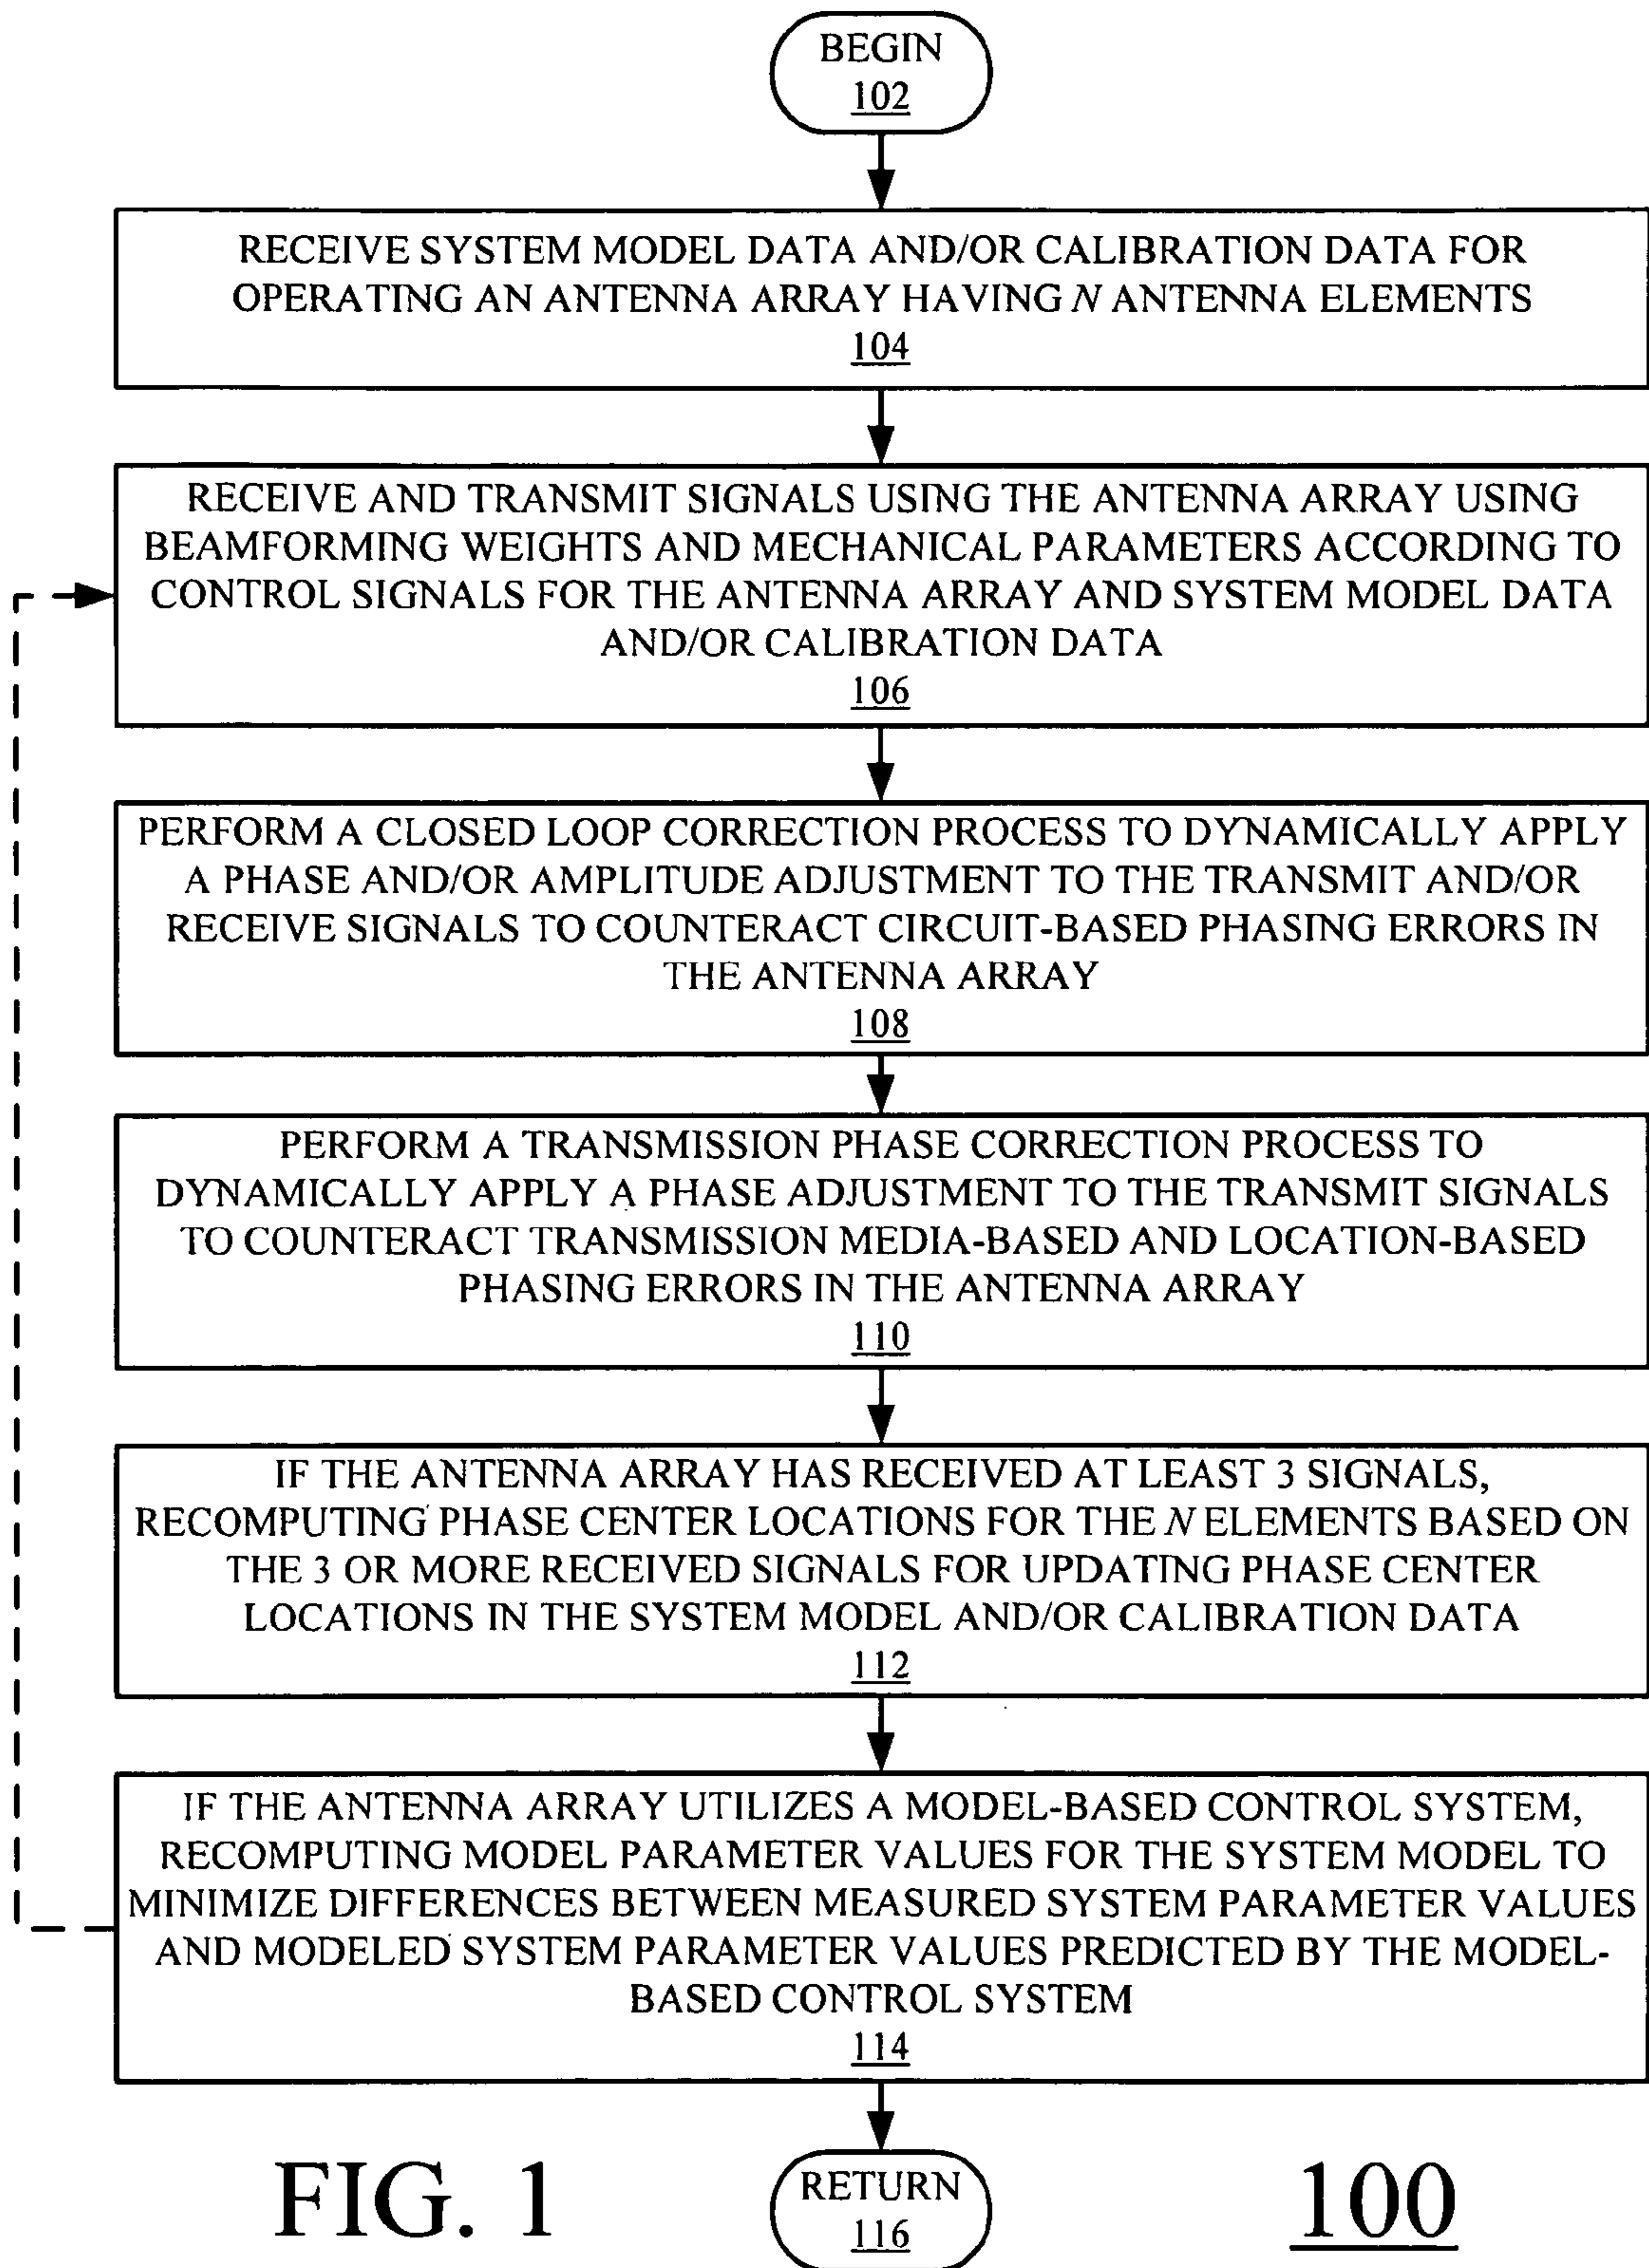 BEGIN
102
RECEIVE SYSTEM MODEL DATA AND/OR CALIBRATION DATA FOR
OPERATING AN ANTENNA ARRAY HAVING N ANTENNA ELEMENTS
104
RECEIVE AND TRANSMIT SIGNALS USING THE ANTENNA ARRAY USING
BEAMFORMING WEIGHTS AND MECHANICAL PARAMETERS ACCORDING TO
CONTROL SIGNALS FOR THE ANTENNA ARRAY AND SYSTEM MODEL DATA
AND/OR CALIBRATION DATA
106
PERFORM A CLOSED LOOP CORRECTION PROCESS TO DYNAMICALLY APPLY
A PHASE AND/OR AMPLITUDE ADJUSTMENT TO THE TRANSMIT AND/OR
RECEIVE SIGNALS TO COUNTERACT CIRCUIT-BASED PHASING ERRORS IN
THE ANTENNA ARRAY
108
PERFORM A TRANSMISSION PHASE CORRECTION PROCESS TO
DYNAMICALLY APPLY A PHASE ADJUSTMENT TO THE TRANSMIT SIGNALS
TO COUNTERACT TRANSMISSION MEDIA-BASED AND LOCATION-BASED
PHASING ERRORS IN THE ANTENNA ARRAY
110
IF THE ANTENNA ARRAY HAS RECEIVED AT LEAST 3 SIGNALS,
RECOMPUTING PHASE CENTER LOCATIONS FOR THE N ELEMENTS BASED ON
THE 3 OR MORE RECEIVED SIGNALS FOR UPDATING PHASE CENTER
LOCATIONS IN THE SYSTEM MODEL AND/OR CALIBRATION DATA
112
IF THE ANTENNA ARRAY UTILIZES A MODEL-BASED CONTROL SYSTEM,
RECOMPUTING MODEL PARAMETER VALUES FOR THE SYSTEM MODEL TO
MINIMIZE DIFFERENCES BETWEEN MEASURED SYSTEM PARAMETER VALUES
AND MODELED SYSTEM PARAMETER VALUES PREDICTED BY THE MODEL-
BASED CONTROL SYSTEM
114
RETURN
116
FIG. 1
100